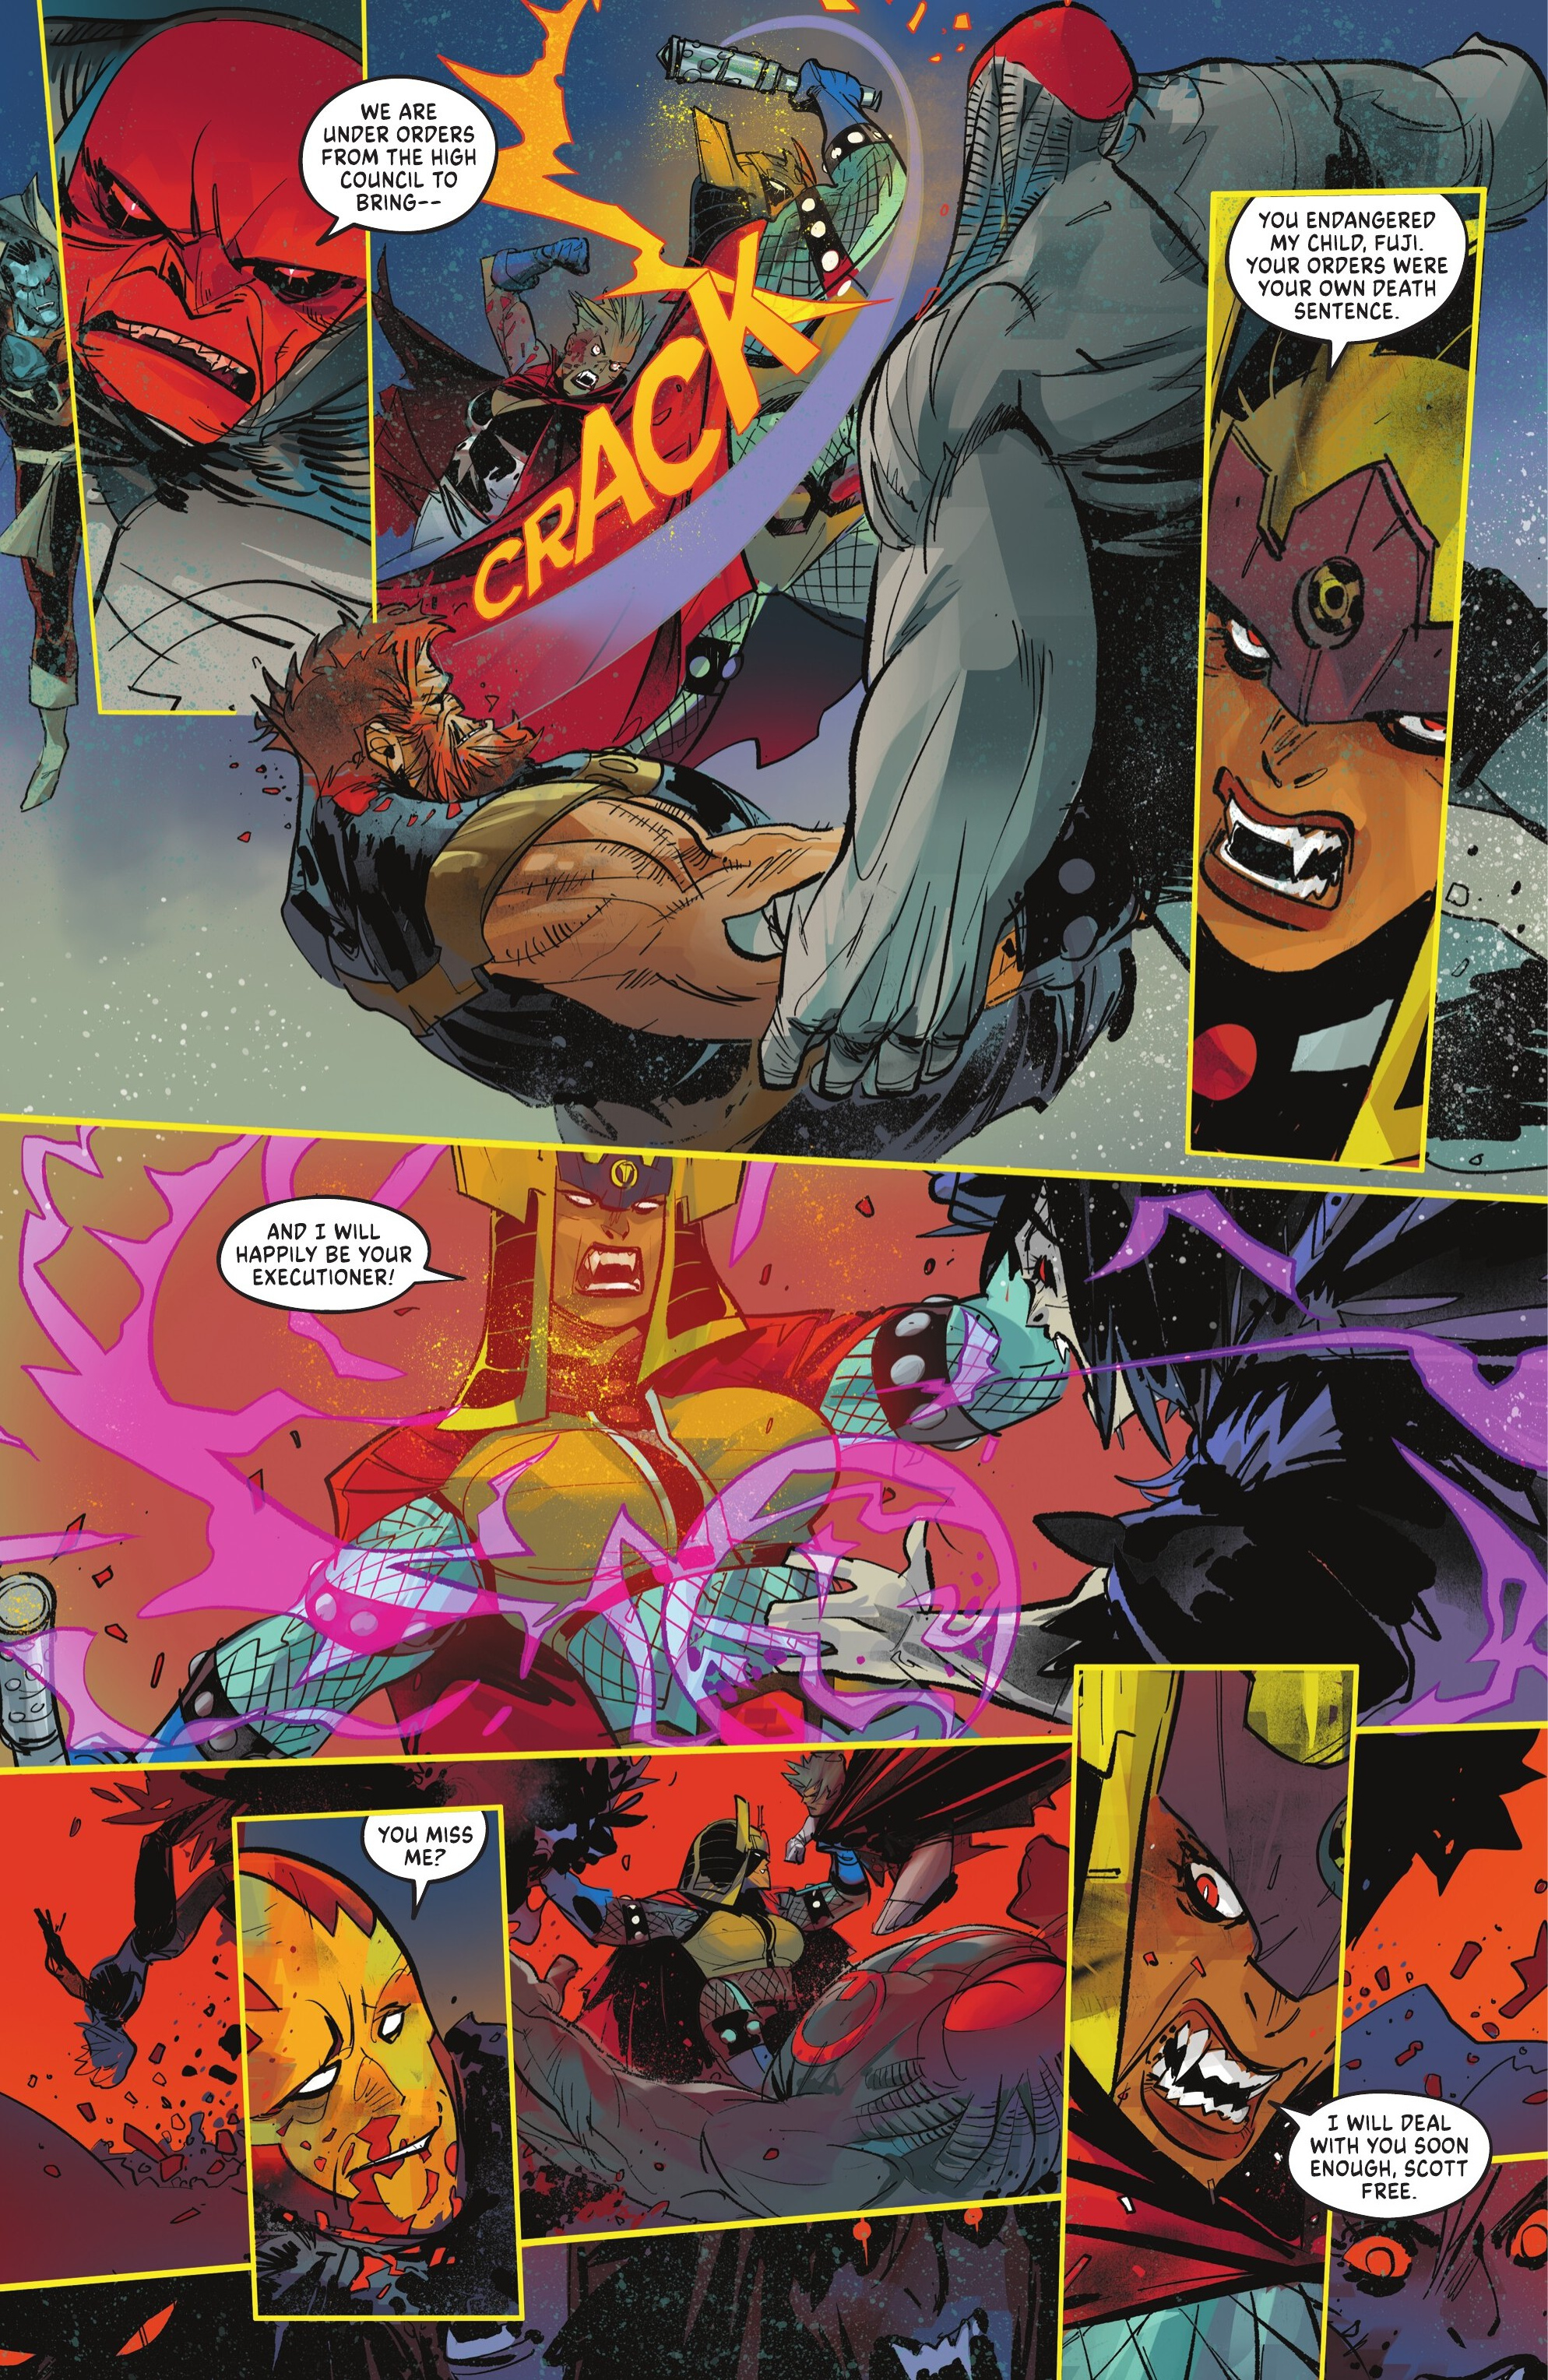 WE ARE
UNDER ORDERS
FROM THE HIGH
COUNCIL TO
BRING--
CRACK
YOU ENDANGERED
MY CHILD, FUJI.
YOUR ORDERS WERE
YOUR OWN DEATH
SENTENCE.
AND I WILL
HAPPILY BE YOUR
EXECUTIONER!
YOU MISS
ME?
I WILL DEAL
WITH YOU SOON
ENOUGH, SCOTT
FREE.